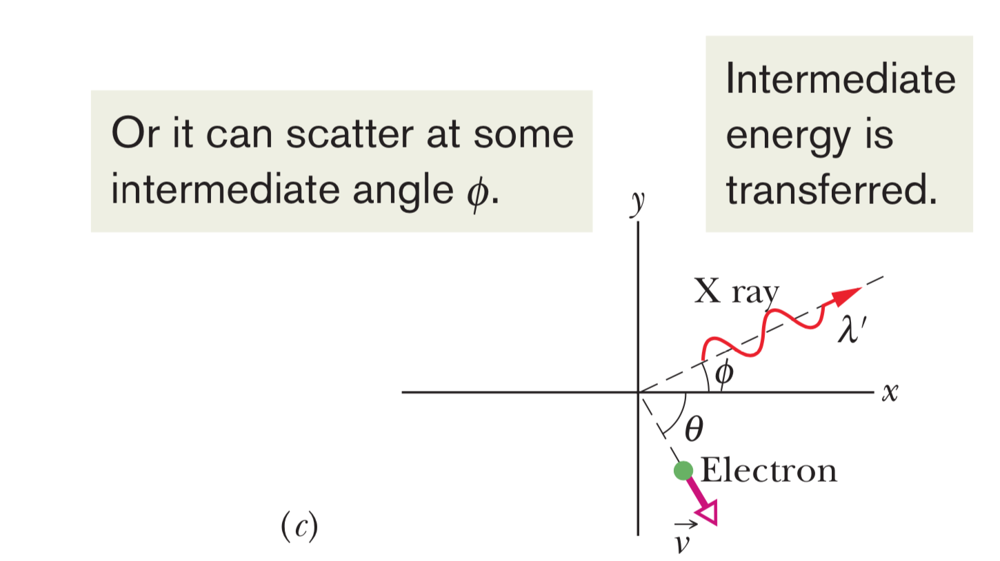 Or it can scatter at some
intermediate angle ϕ.
Intermediate
energy is
transferred.
y
X ray
λ′
ϕ
x
θ
Electron
v⃗
(c)